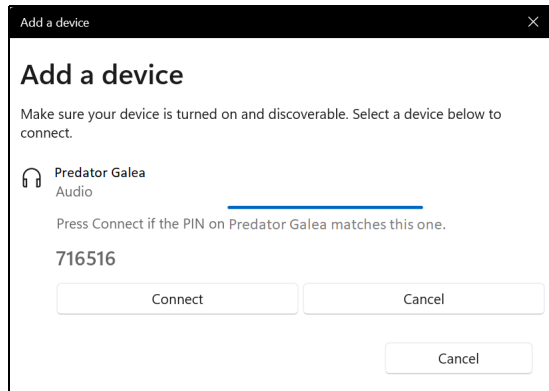 Add a device
Add a device
Make sure your device is turned on and discoverable. Select a device below to
connect.
Predator Galea
Audio
Press Connect if the PIN on Predator Galea matches this one.
716516
Connect
Cancel
Cancel